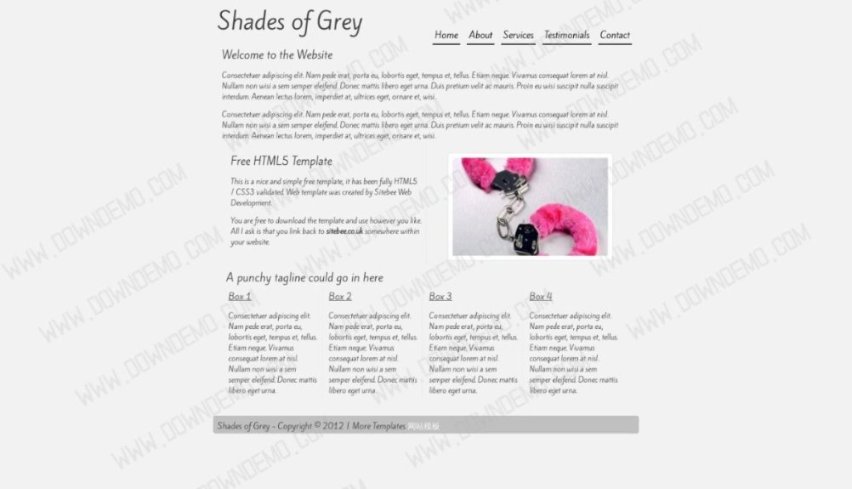 Shades of Grey
Home About Services Testimonials Contact
Welcome to the Website
Consectetuer adipiscing elit. Nam pede erat, porta eu, lobortis eget, tempus et, tellus. Etiam neque. Vivamus consequat lorem at nisl.
Nullam non wisi a sem semper eleifend. Donec mattis libero eget urna. Duis pretium velit ac mauris. Proin eu wisi suscipit nulla suscipit
interdum. Aenean lectus lorem, imperdiet at, ultrices eget, ornare et, wisi.
Consectetuer adipiscing elit. Nam pede erat, porta eu, lobortis eget, tempus et, tellus. Etiam neque. Vivamus consequat lorem at nisl.
Nullam non wisi a sem semper eleifend. Donec mattis libero eget urna. Duis pretium velit ac mauris. Proin eu wisi suscipit nulla suscipit
interdum. Aenean lectus lorem, imperdiet at, ultrices eget, ornare et, wisi.
Free HTML5 Template
This is a nice and simple free template, it has been fully HTML5
/ CSS3 validated. Web template was created by Sitebee Web
Development.
You are free to download the template and use however you like.
All I ask is that you link back to sitebee.co.uk somewhere within
your website.
A punchy tagline could go in here
Box 1
Consectetuer adipiscing elit.
Nam pede erat, porta eu,
lobortis eget, tempus et, tellus.
Etiam neque. Vivamus
consequat lorem at nisl.
Nullam non wisi a sem
semper eleifend. Donec mattis
libero eget urna.
Box 2
Consectetuer adipiscing elit.
Nam pede erat, porta eu,
lobortis eget, tempus et, tellus.
Etiam neque. Vivamus
consequat lorem at nisl.
Nullam non wisi a sem
semper eleifend. Donec mattis
libero eget urna.
Box 3
Consectetuer adipiscing elit.
Nam pede erat, porta eu,
lobortis eget, tempus et, tellus.
Etiam neque. Vivamus
consequat lorem at nisl.
Nullam non wisi a sem
semper eleifend. Donec mattis
libero eget urna.
Box 4
Consectetuer adipiscing elit.
Nam pede erat, porta eu,
lobortis eget, tempus et, tellus.
Etiam neque. Vivamus
consequat lorem at nisl.
Nullam non wisi a sem
semper eleifend. Donec mattis
libero eget urna.
Shades of Grey - Copyright © 2012 | More Templates 网站模板
WWW.DOWNDEMO.COM